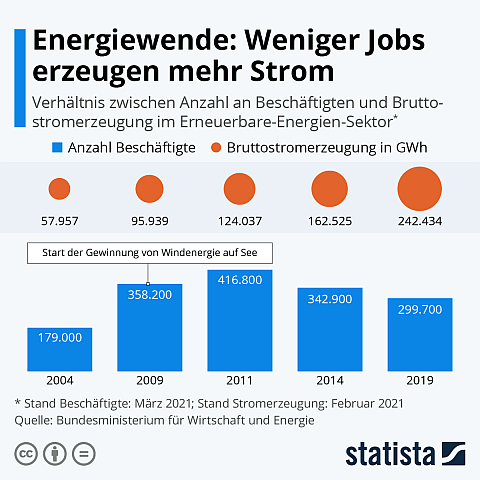 Energiewende: Weniger Jobs
erzeugen mehr Strom
Verhältnis zwischen Anzahl an Beschäftigten und Brutto-
stromerzeugung im Erneuerbare-Energien-Sektor*
Anzahl Beschäftigte Bruttostromerzeugung in GWh
57.957 95.939 124.037 162.525 242.434
Start der Gewinnung von Windenergie auf See
179.000 358.200 416.800 342.900 299.700
2004 2009 2011 2014 2019
* Stand Beschäftigte: März 2021; Stand Stromerzeugung: Februar 2021
Quelle: Bundesministerium für Wirtschaft und Energie
cc statista